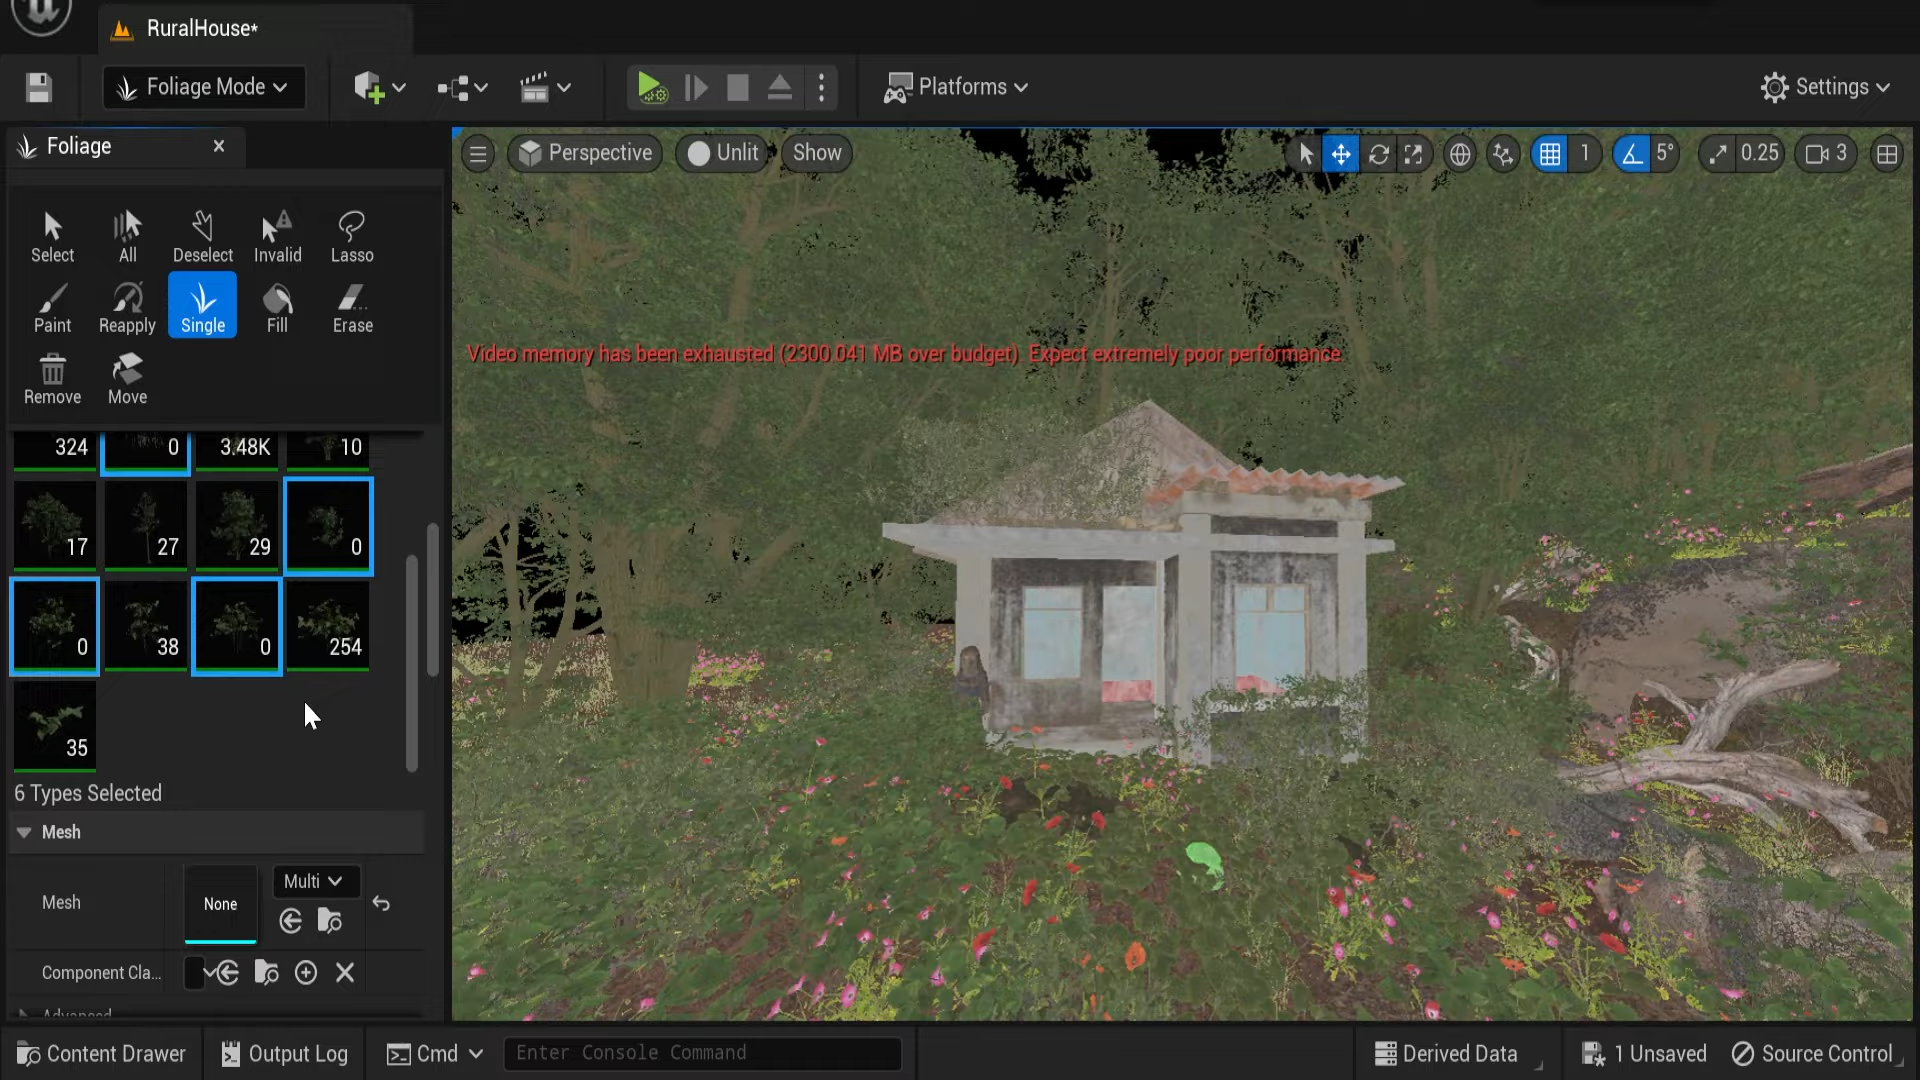 RuralHouse*
Foliage Mode
Platforms
Settings
Foliage
Select
All
Deselect
Invalid
Lasso
Paint
Reapply
Single
Fill
Erase
Remove
Move
Perspective
Unlit
Show
1
5°
0.25
3
Video memory has been exhausted (2300.041 MB over budget) Expect extremely poor performance
324
0
3.48K
10
17
27
29
0
0
38
0
254
35
6 Types Selected
Mesh
Mesh
None
Multi
Component Cla...
Advanced
Content Drawer
Output Log
Cmd
Enter Console Command
Derived Data
1 Unsaved
Source Control